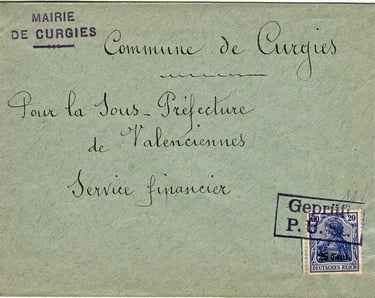 MAIRIE
DE CURGIES
Commune de Curgies
Pour la Sous-Préfecture
de Valenciennes
Service financier
Geprüft
P.
20 20
25 Cent.
DEUTSCHES REICH